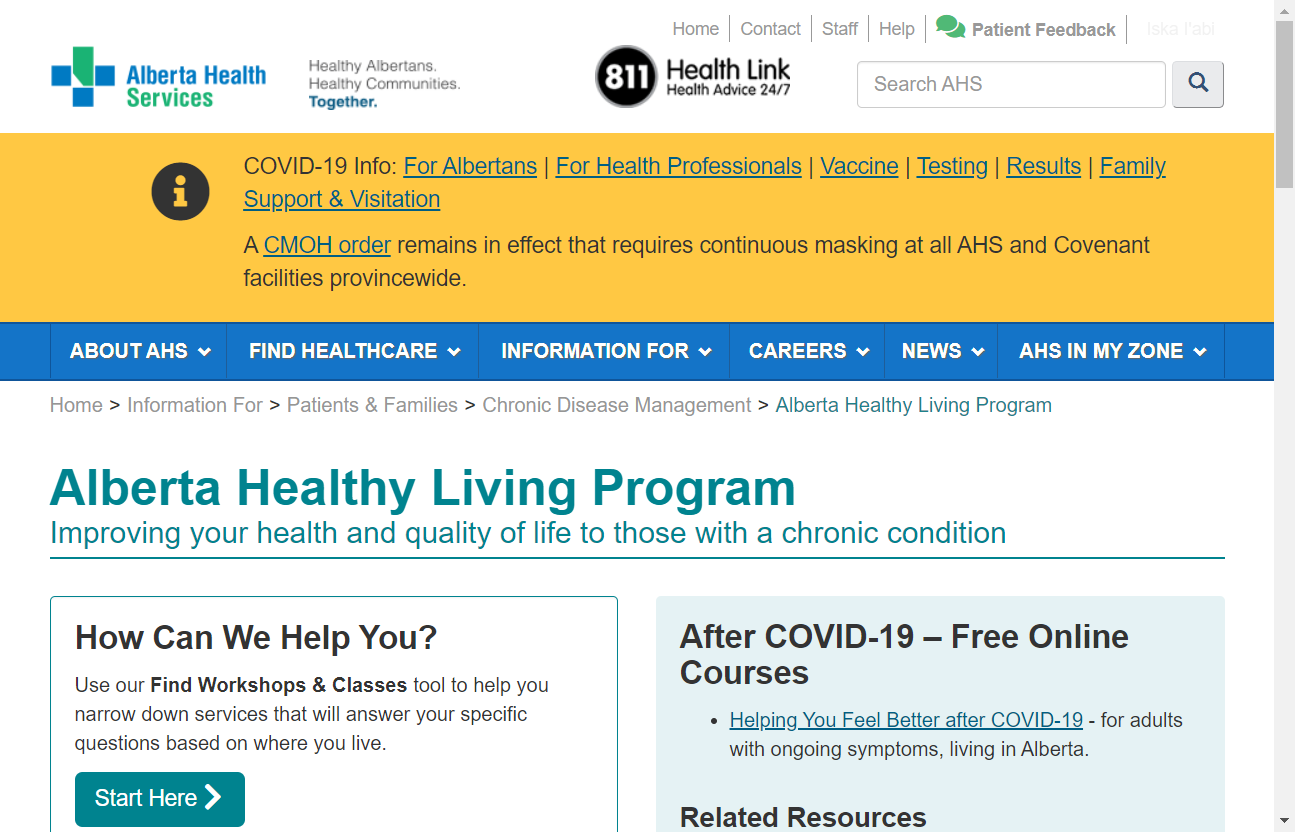 Home Contact Staff Help Patient Feedback Iska l'abi
Alberta Health Services
Healthy Albertans.
Healthy Communities.
Together.
811 Health Link
Health Advice 24/7
Search AHS
COVID-19 Info: For Albertans | For Health Professionals | Vaccine | Testing | Results | Family
Support & Visitation
A CMOH order remains in effect that requires continuous masking at all AHS and Covenant
facilities provincewide.
ABOUT AHS FIND HEALTHCARE INFORMATION FOR CAREERS NEWS AHS IN MY ZONE
Home > Information For > Patients & Families > Chronic Disease Management > Alberta Healthy Living Program
Alberta Healthy Living Program
Improving your health and quality of life to those with a chronic condition
How Can We Help You?
Use our Find Workshops & Classes tool to help you
narrow down services that will answer your specific
questions based on where you live.
Start Here
After COVID-19 – Free Online
Courses
• Helping You Feel Better after COVID-19 - for adults
with ongoing symptoms, living in Alberta.
Related Resources